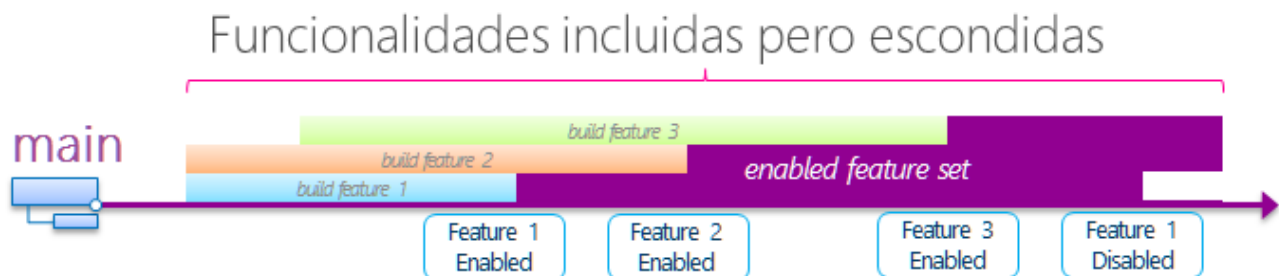 Funcionalidades incluidas pero escondidas
main
build feature 3
build feature 2
build feature 1
enabled feature set
Feature 1
Enabled
Feature 2
Enabled
Feature 3
Enabled
Feature 1
Disabled